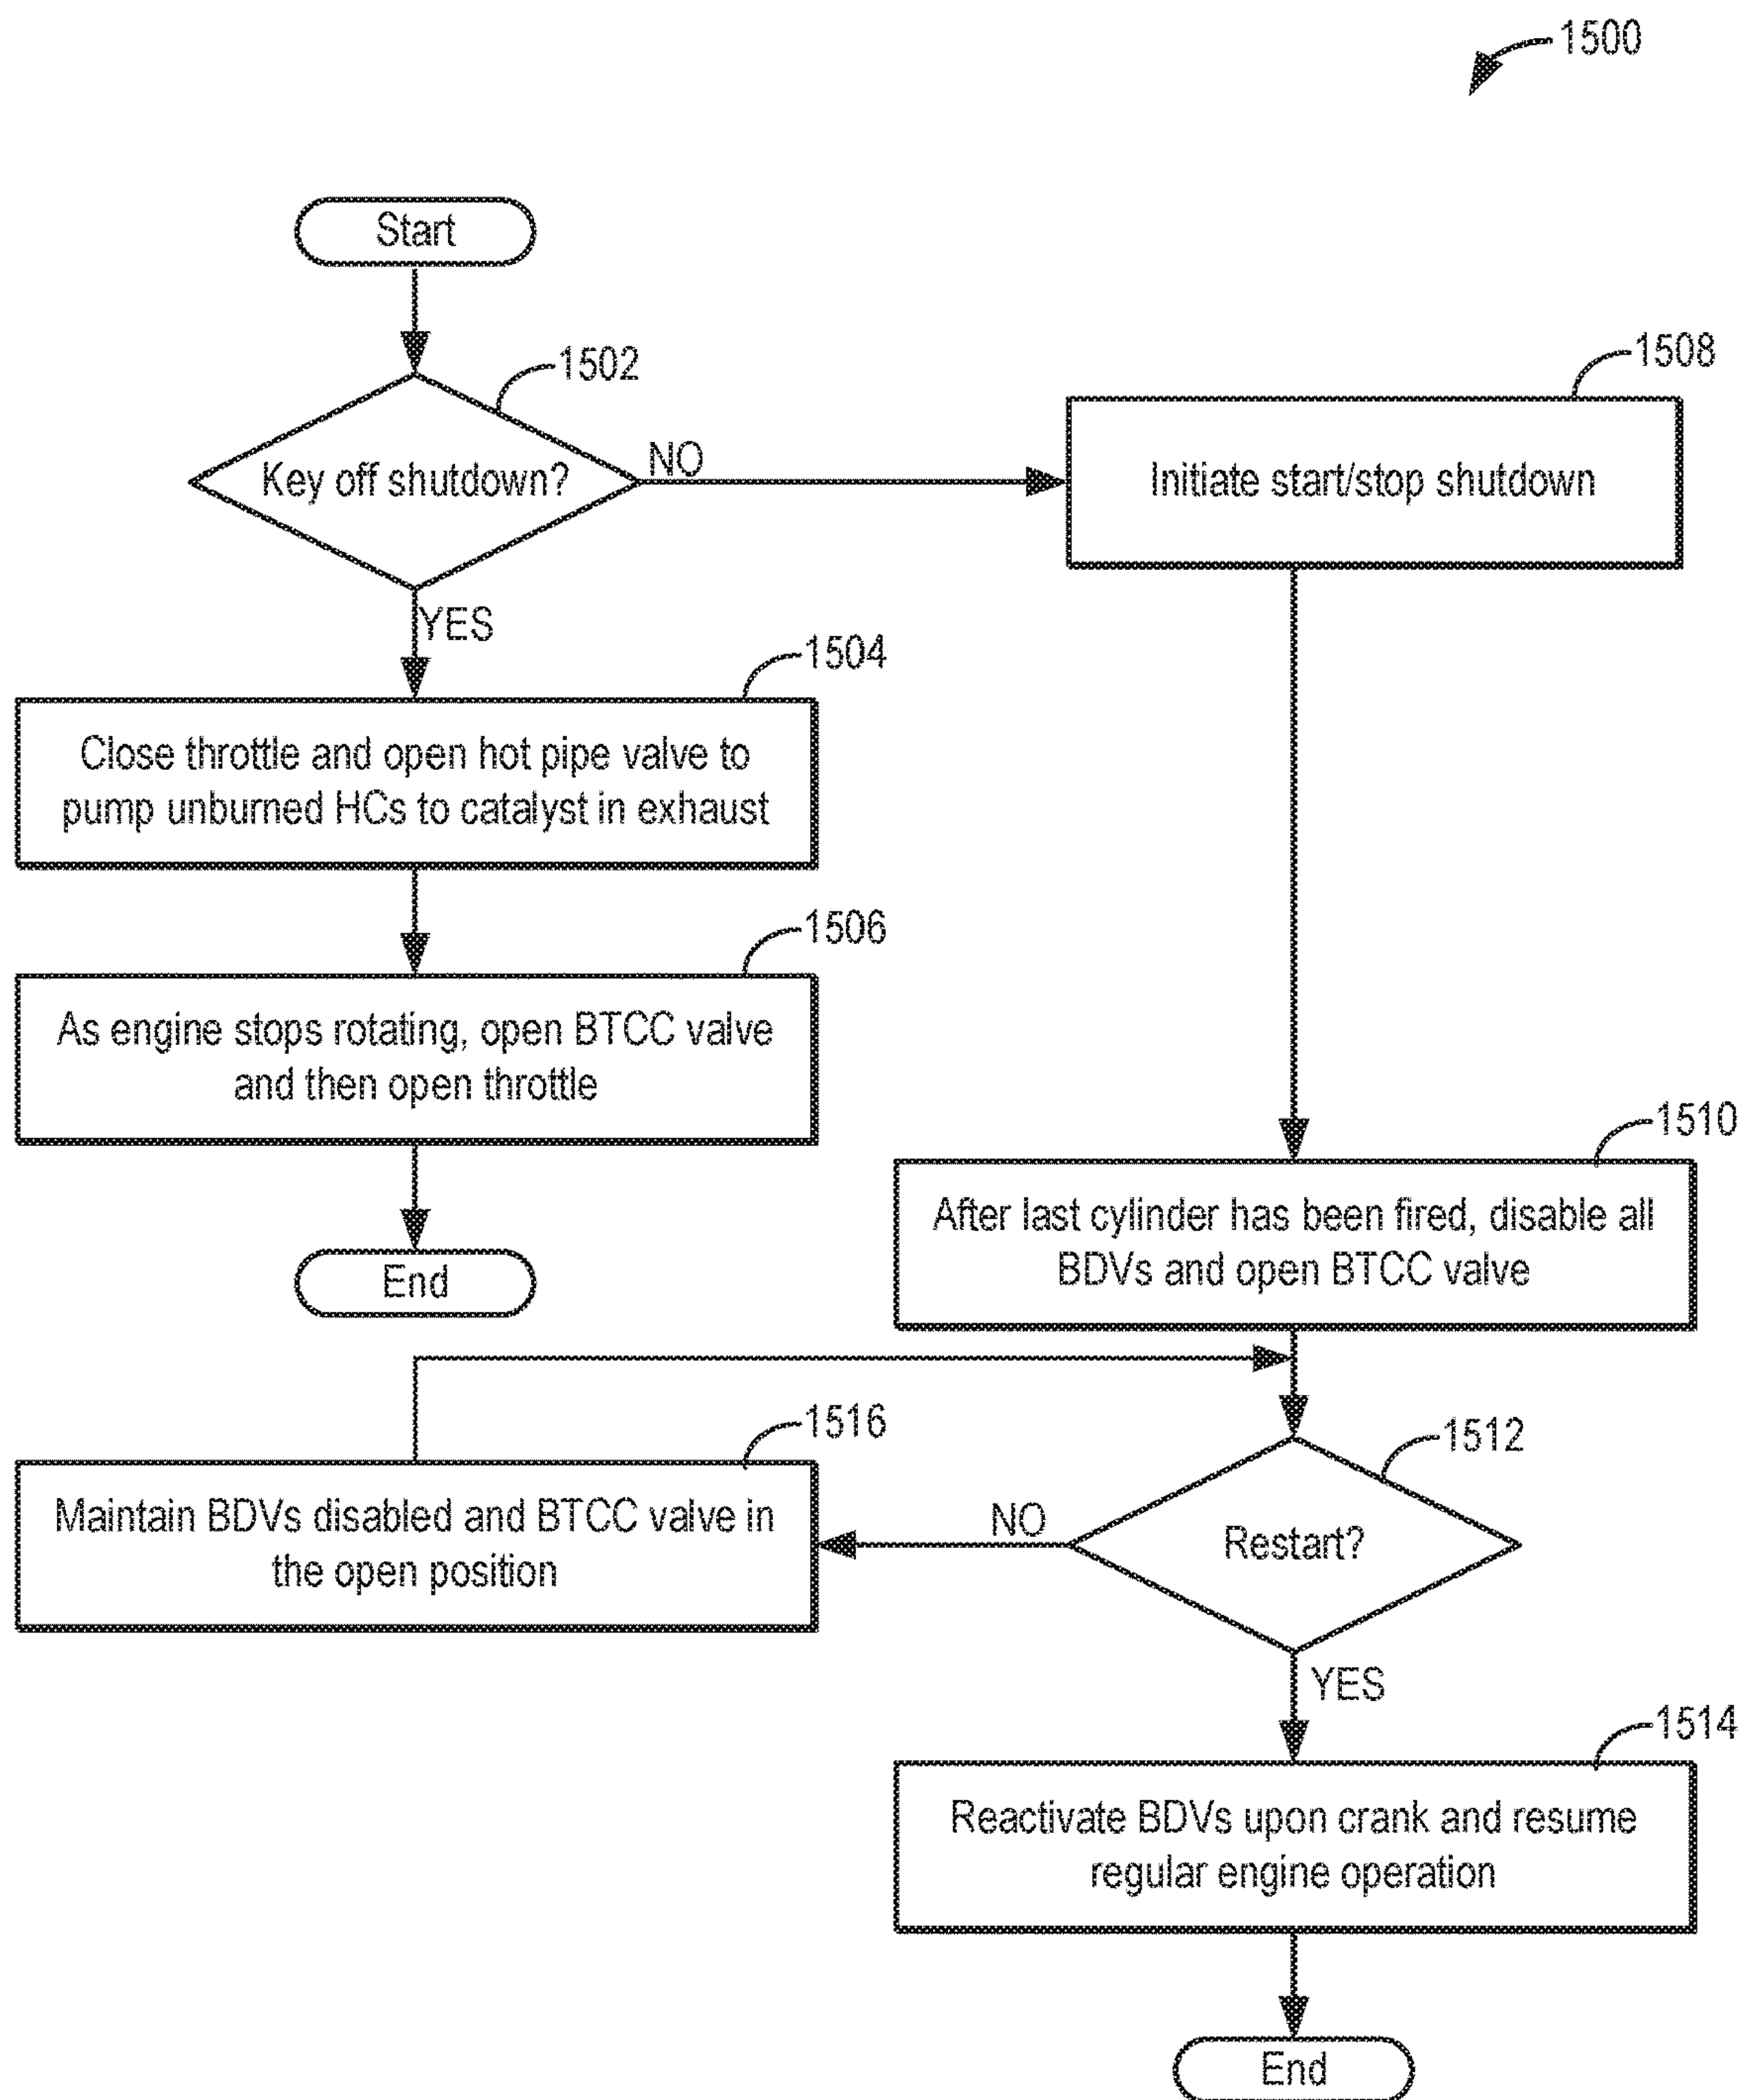 1500
Start
1502
Key off shutdown?
NO
1508
Initiate start/stop shutdown
YES
1504
Close throttle and open hot pipe valve to
pump unburned HCs to catalyst in exhaust
1506
As engine stops rotating, open BTCC valve
and then open throttle
End
1510
After last cylinder has been fired, disable all
BDVs and open BTCC valve
1512
Restart?
NO
1516
Maintain BDVs disabled and BTCC valve in
the open position
YES
1514
Reactivate BDVs upon crank and resume
regular engine operation
End